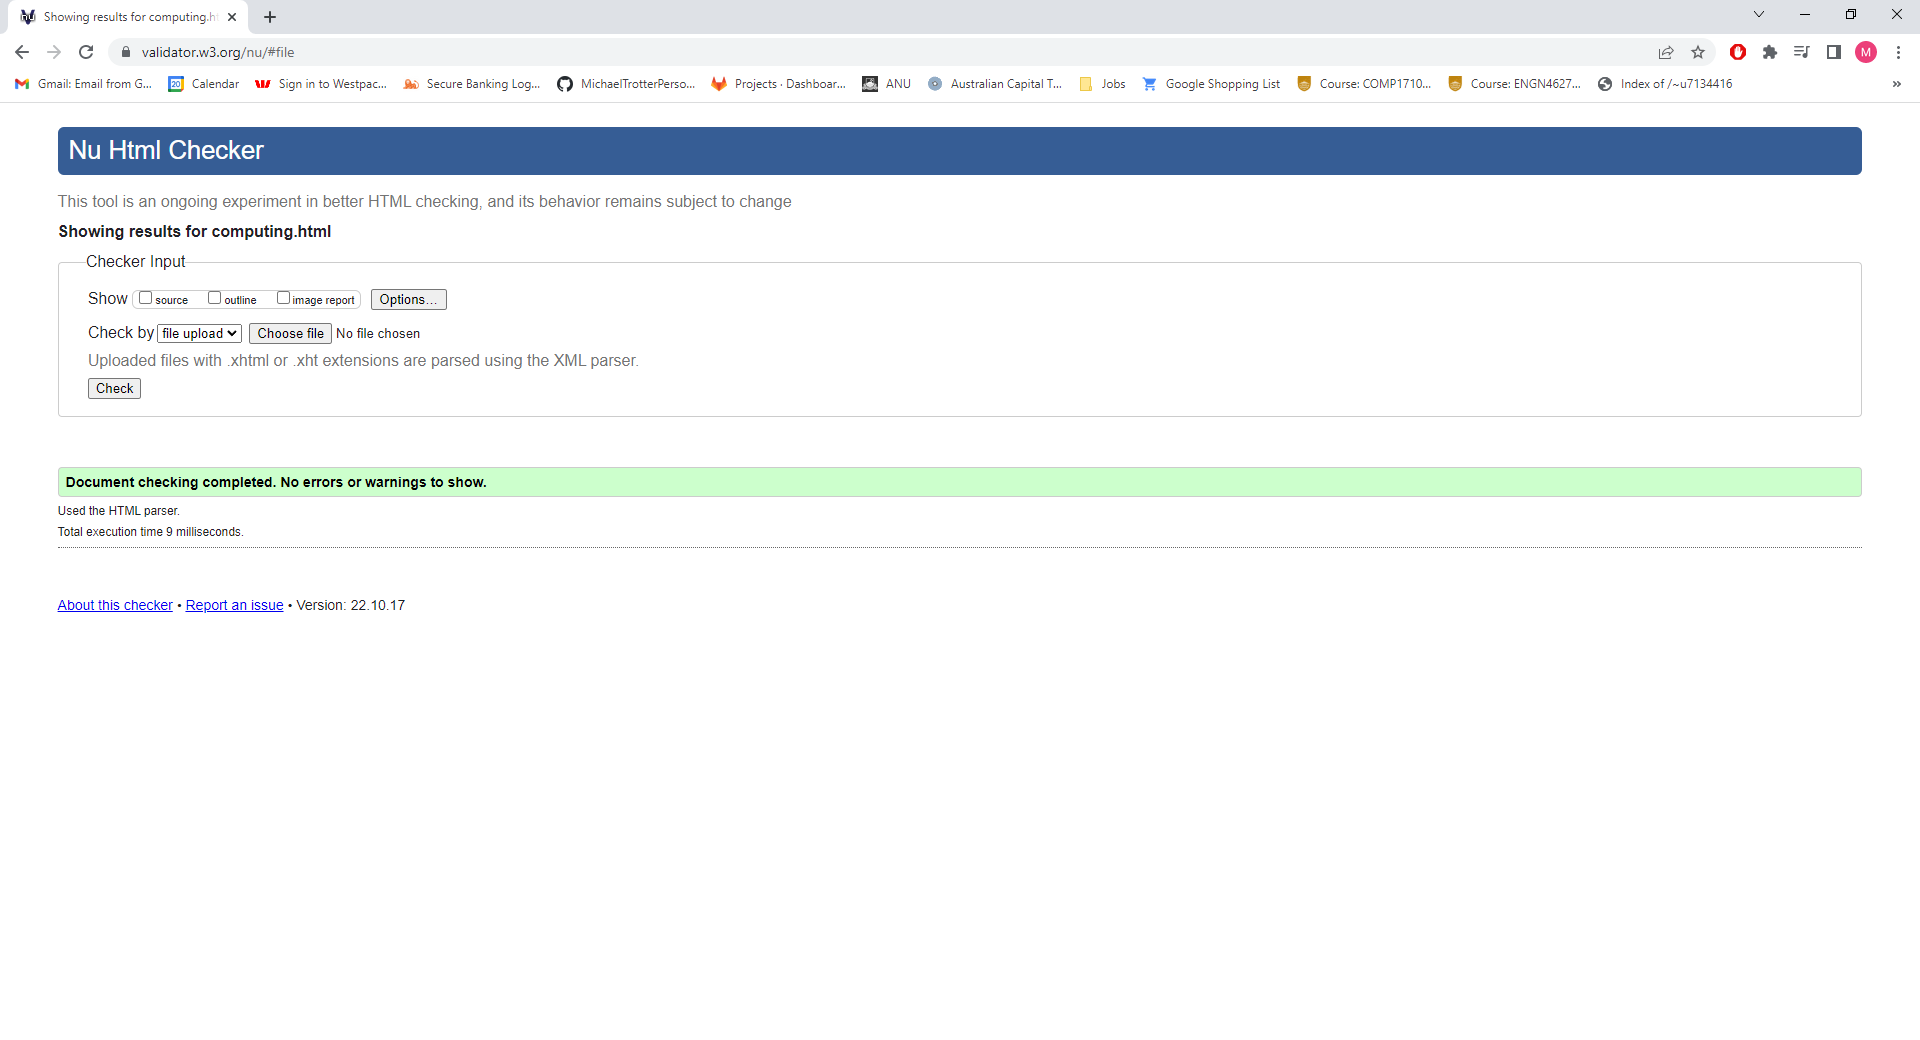 Showing results for computing.ht
validator.w3.org/nu/#file
M
Gmail: Email from G... Calendar Sign in to Westpac... Secure Banking Log... MichaelTrotterPerso... Projects · Dashboar... ANU Australian Capital T... Jobs Google Shopping List Course: COMP1710... Course: ENGN4627... Index of /~u7134416 »
Nu Html Checker
This tool is an ongoing experiment in better HTML checking, and its behavior remains subject to change
Showing results for computing.html
Checker Input
Show source outline image report Options...
Check by file upload Choose file No file chosen
Uploaded files with .xhtml or .xht extensions are parsed using the XML parser.
Check
Document checking completed. No errors or warnings to show.
Used the HTML parser.
Total execution time 9 milliseconds.
About this checker • Report an issue • Version: 22.10.17